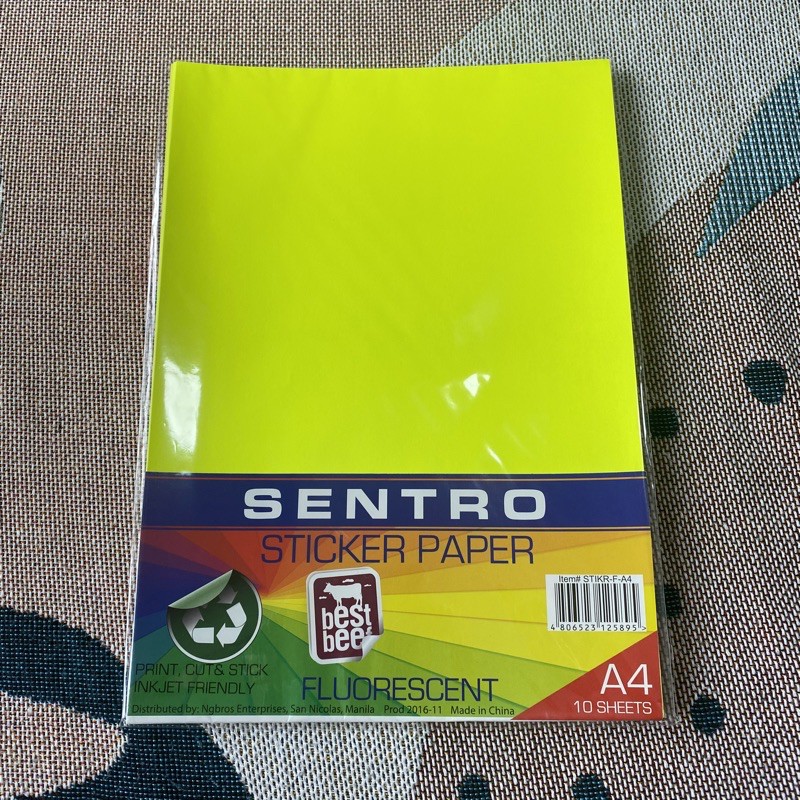 SENTRO
STICKER PAPER
Item# STIKR-F-A4
4 806523 125895 >
best
beef
PRINT, CUT& STICK
INKJET FRIENDLY
FLUORESCENT
A4
10 SHEETS
Distributed by: Ngbros Enterprises, San Nicolas, Manila Prod 2016-11 Made in China